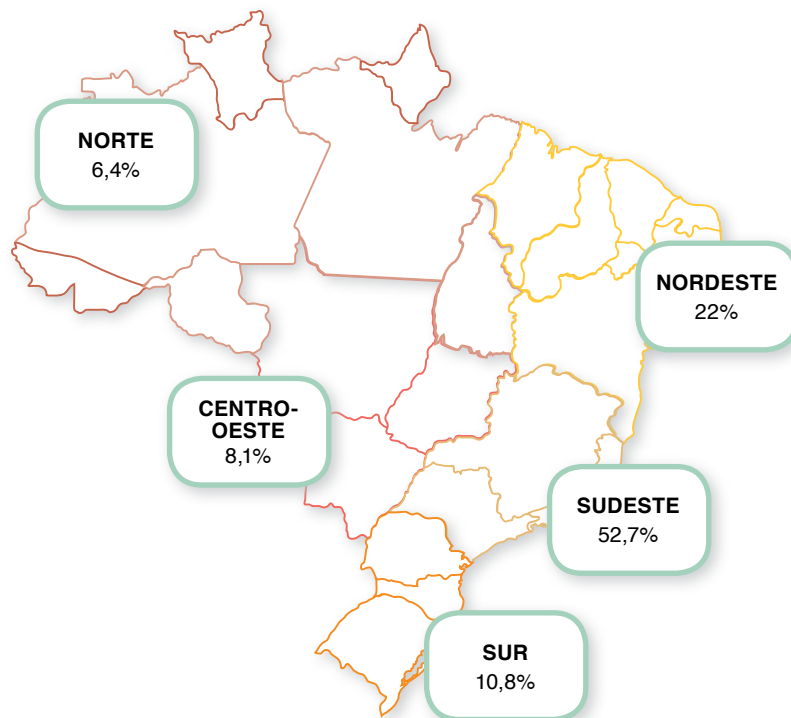 NORTE
6,4%
NORDESTE
22%
CENTRO-
OESTE
8,1%
SUDESTE
52,7%
SUR
10,8%